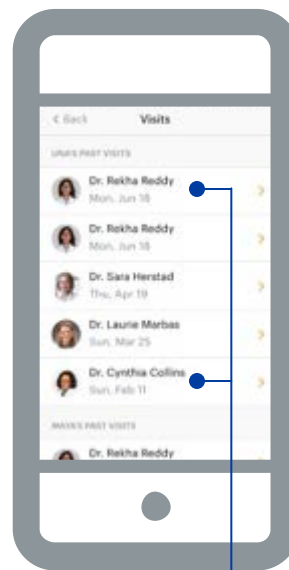 Back Visits
UNA'S PAST VISITS
Dr. Rekha Reddy
Mon, Jun 18
Dr. Rekha Reddy
Mon, Jun 18
Dr. Sara Herstad
Thu, Apr 19
Dr. Laurie Marbas
Sun, Mar 25
Dr. Cynthia Collins
Sun, Feb 11
MAYA'S PAST VISITS
Dr. Rekha Reddy